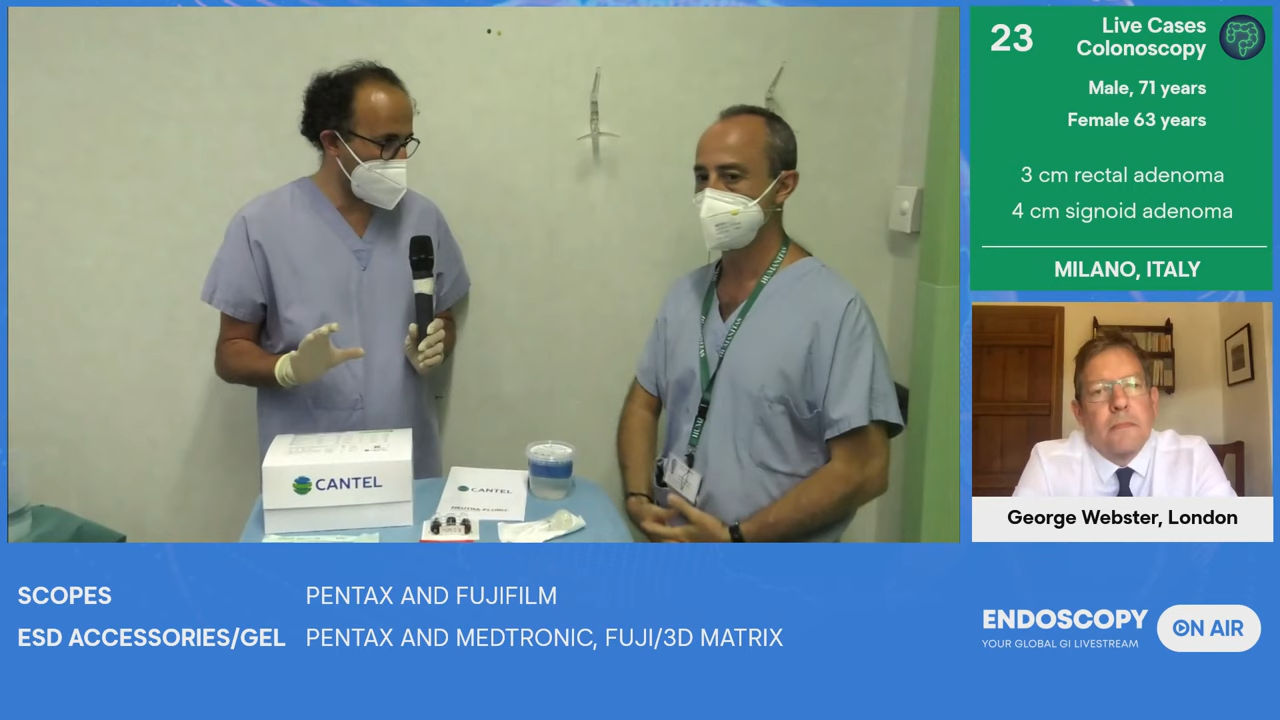 23
Live Cases
Colonoscopy
Male, 71 years
Female 63 years
3 cm rectal adenoma
4 cm signoid adenoma
MILANO, ITALY
CANTEL
CANTEL
HUMANITAS
George Webster, London
SCOPES PENTAX AND FUJIFILM
ESD ACCESSORIES/GEL PENTAX AND MEDTRONIC, FUJI/3D MATRIX
ENDOSCOPY
YOUR GLOBAL GI LIVESTREAM
ON AIR